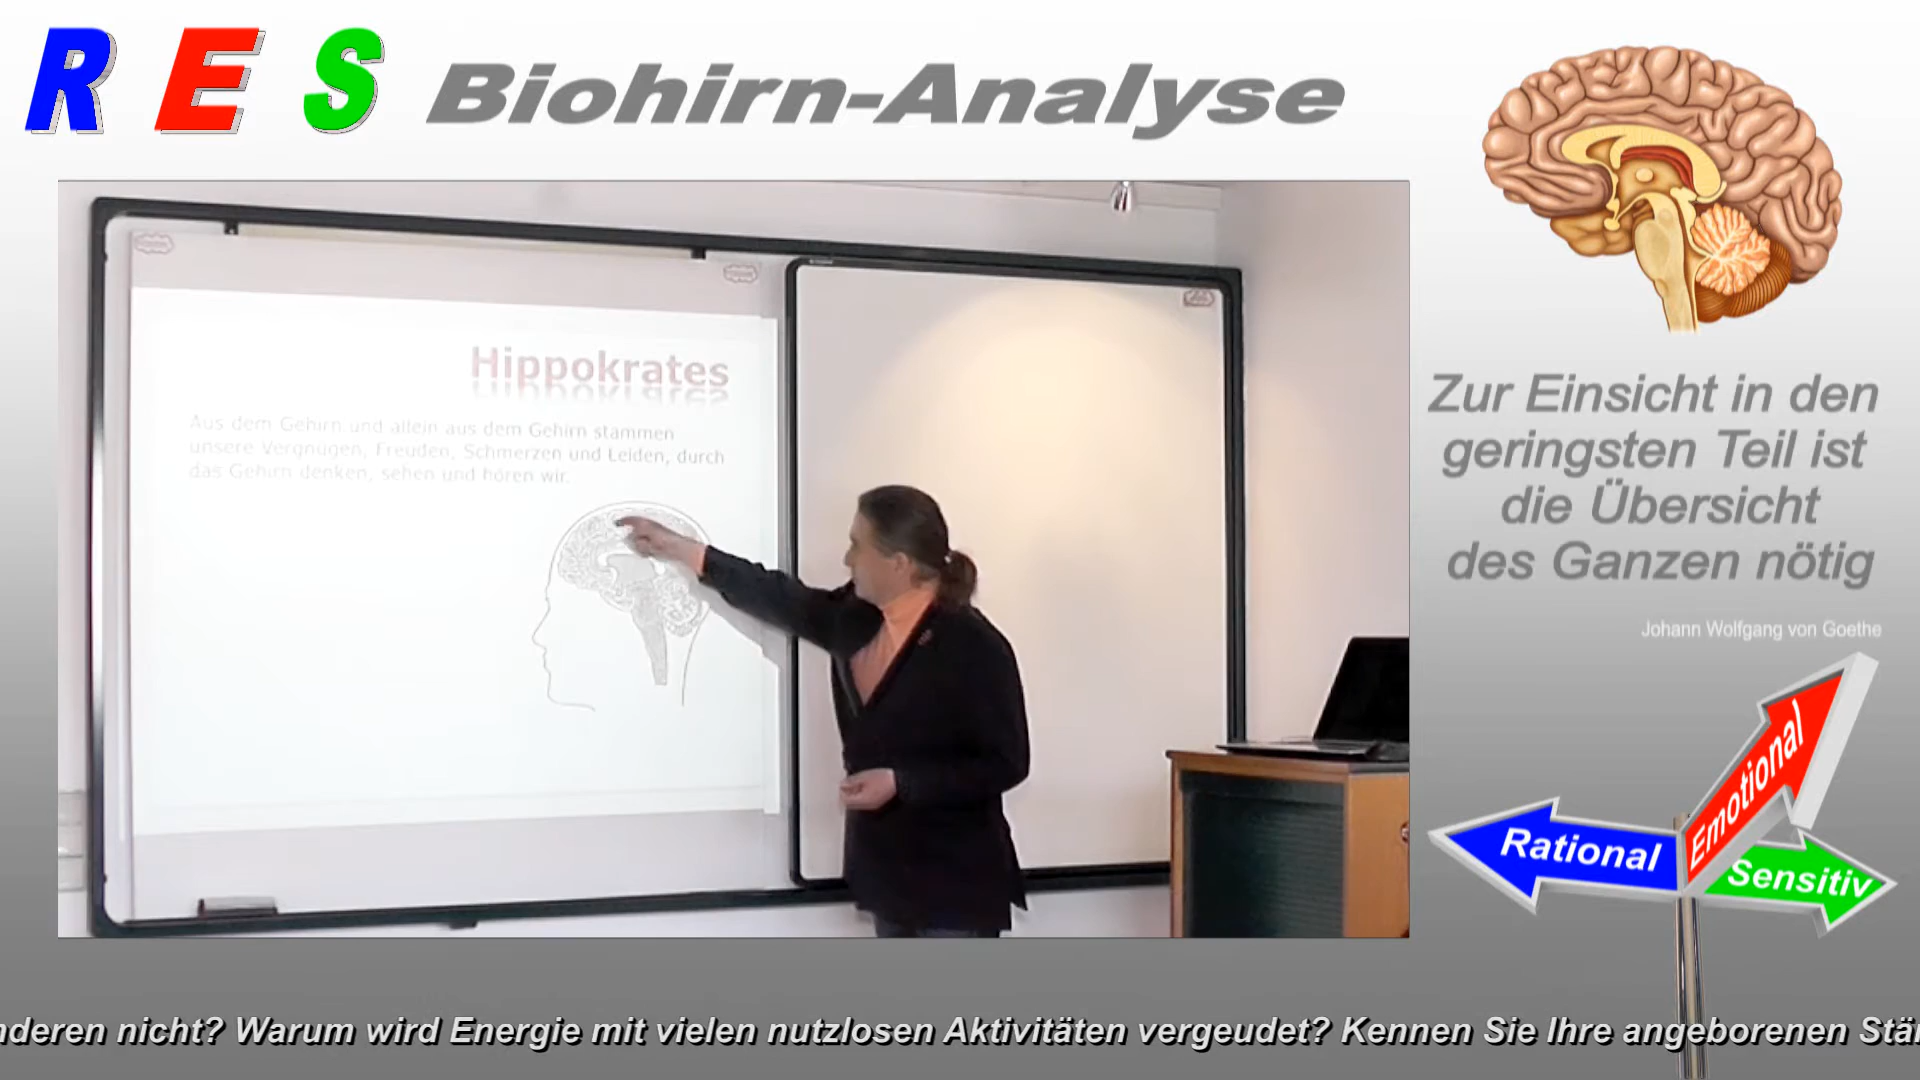 R E S Biohirn-Analyse
Hippokrates
Aus dem Gehirn und allein aus dem Gehirn stammen
unsere Vergnügen, Freuden, Schmerzen und Leiden, durch
das Gehirn denken, sehen und hören wir.
Zur Einsicht in den
geringsten Teil ist
die Übersicht
des Ganzen nötig
Johann Wolfgang von Goethe
Emotional
Rational
Sensitiv
nderen nicht? Warum wird Energie mit vielen nutzlosen Aktivitäten vergeudet? Kennen Sie Ihre angeborenen Stär